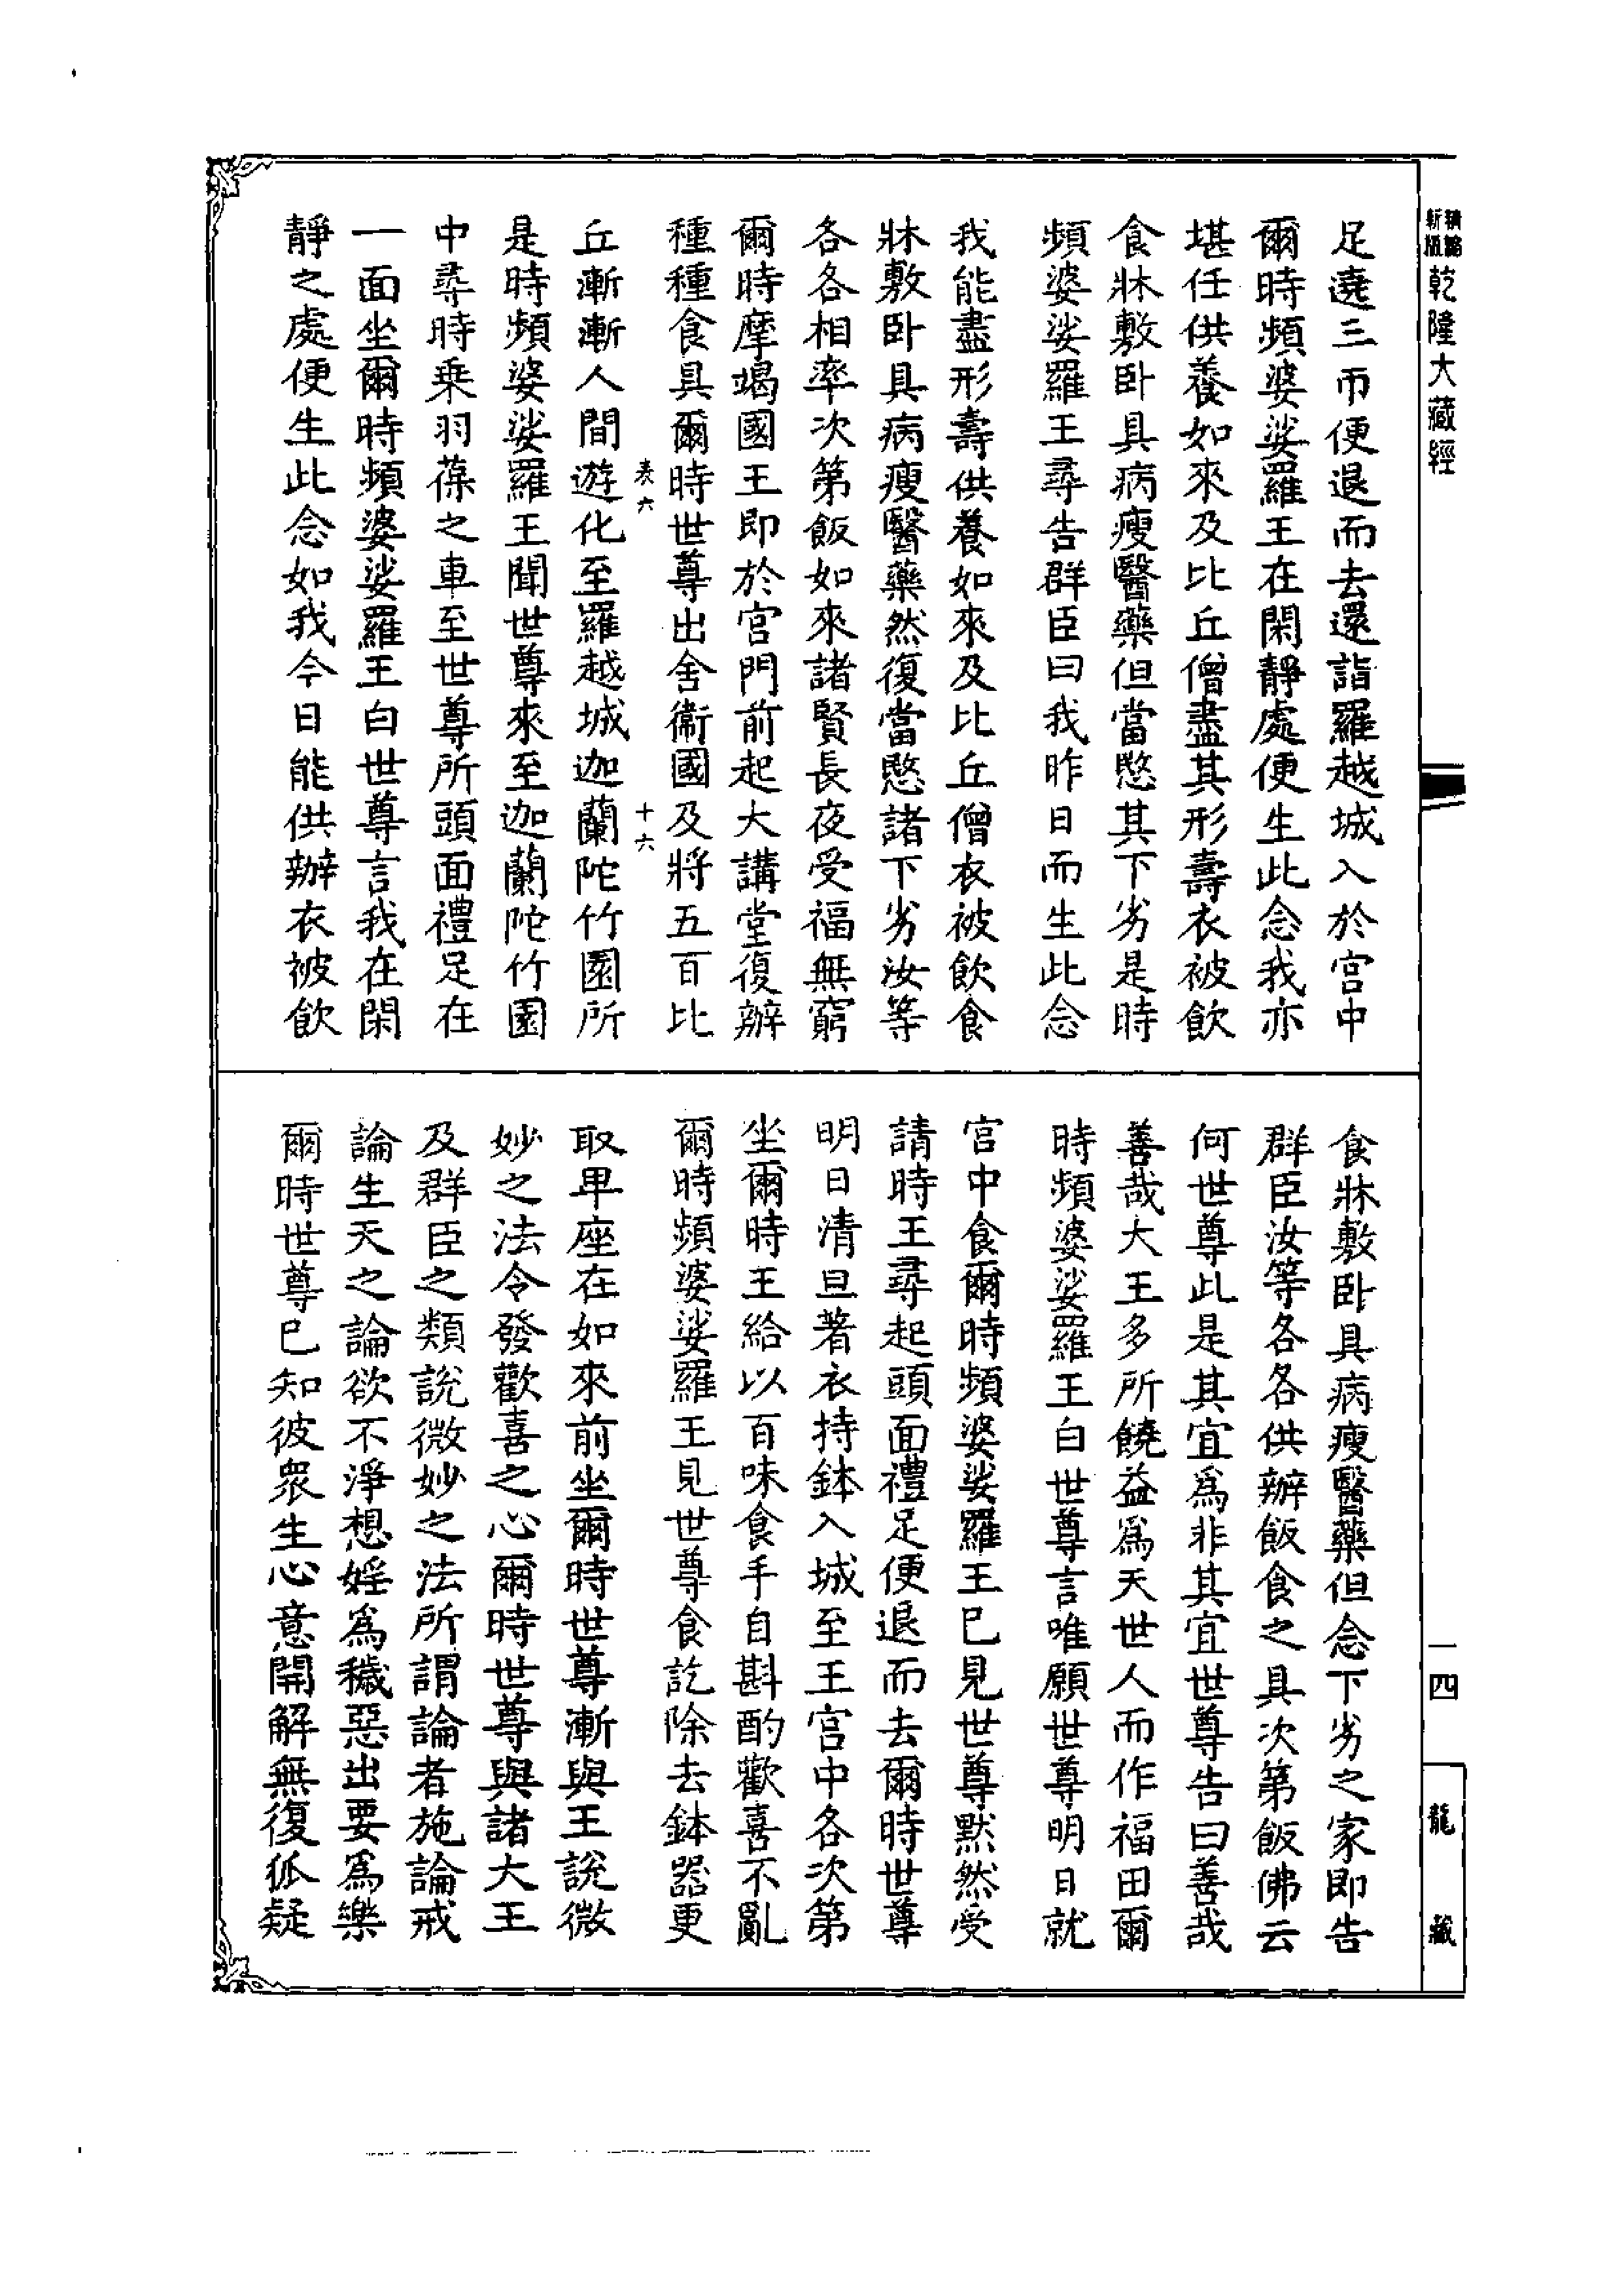 新編縮版乾隆大藏經
足遶三帀便退而去還詣羅越城入於宮中
爾時頻婆娑羅王在閑靜處便生此念我亦
堪任供養如來及比丘僧盡其形壽衣被飲
食牀敷卧具病瘦醫藥但當愍其下劣是時
頻婆娑羅王尋告群臣曰我昨日而生此念
我能盡形壽供養如來及比丘僧衣被飲食
牀敷卧具病瘦醫藥然復當愍諸下劣汝等
各各相率次第飯如來諸賢長夜受福無窮
爾時摩竭國王即於宮門前起大講堂復辦
種種食具爾時世尊出舍衛國及將五百比
表六 十六
丘漸漸人間遊化至羅越城迦蘭陀竹園所
是時頻婆娑羅王聞世尊來至迦蘭陀竹園
中尋時乗羽葆之車至世尊所頭面禮足在
一面坐爾時頻婆娑羅王白世尊言我在閑
靜之處便生此念如我今日能供辦衣被飲
食牀敷卧具病瘦醫藥但念下劣之家即告
群臣汝等各各供辦飯食之具次第飯佛云
何世尊此是其宜爲非其宜世尊告曰善哉
善哉大王多所饒益爲天世人而作福田爾
時頻婆娑羅王白世尊言唯願世尊明日就
宮中食爾時頻婆娑羅王已見世尊默然受
請時王尋起頭面禮足便退而去爾時世尊
明日清旦著衣持鉢入城至王宮中各次第
坐爾時王給以百味食手自斟酌歡喜不亂
爾時頻婆娑羅王見世尊食訖除去鉢器更
取卑座在如來前坐爾時世尊漸與王說微
妙之法令發歡喜之心爾時世尊與諸大王
及群臣之類說微妙之法所謂論者施論戒
論生天之論欲不淨想婬爲穢惡出要爲樂
爾時世尊已知彼眾生心意開解無復狐疑
一四
龍藏